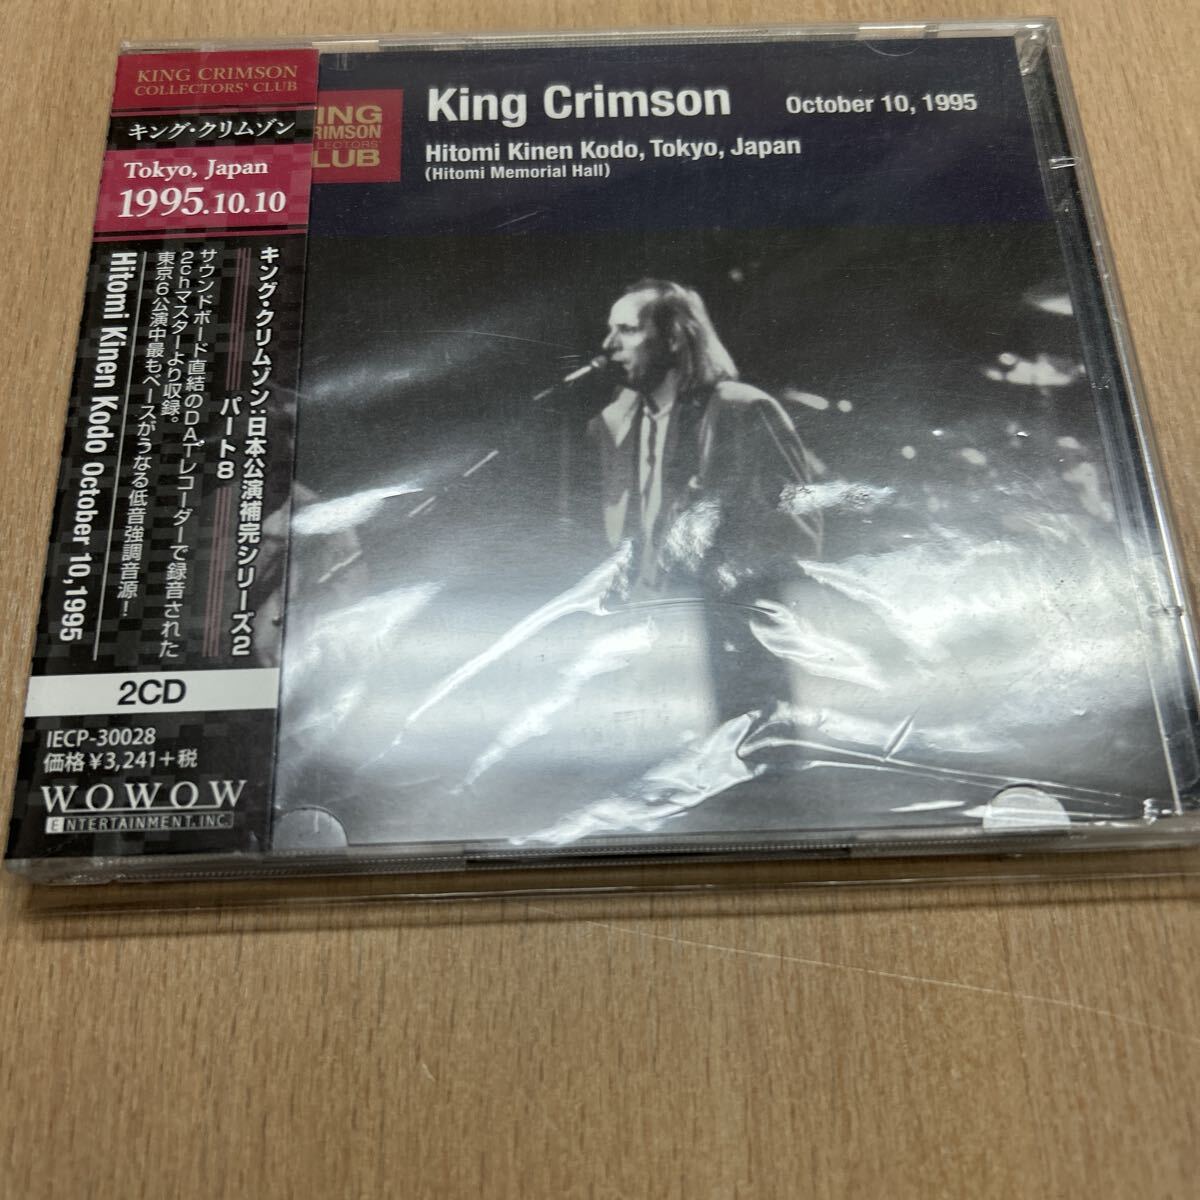 KING CRIMSON
COLLECTORS' CLUB
キング・クリムゾン
Tokyo, Japan
1995.10.10
キング・クリムゾン:日本公演補完シリーズ2
パート8
サウンドボード直結のDATレコーダーで録音された
2chマスターより収録。
東京6公演中最もベースがうなる低音強調音源!
Hitomi Kinen Kodo October 10,1995
2CD
IECP-30028
価格¥3,241+税
WOWOW
ENTERTAINMENT, INC.
ING
CRIMSON
COLLECTORS'
LUB
King Crimson
October 10, 1995
Hitomi Kinen Kodo, Tokyo, Japan
(Hitomi Memorial Hall)